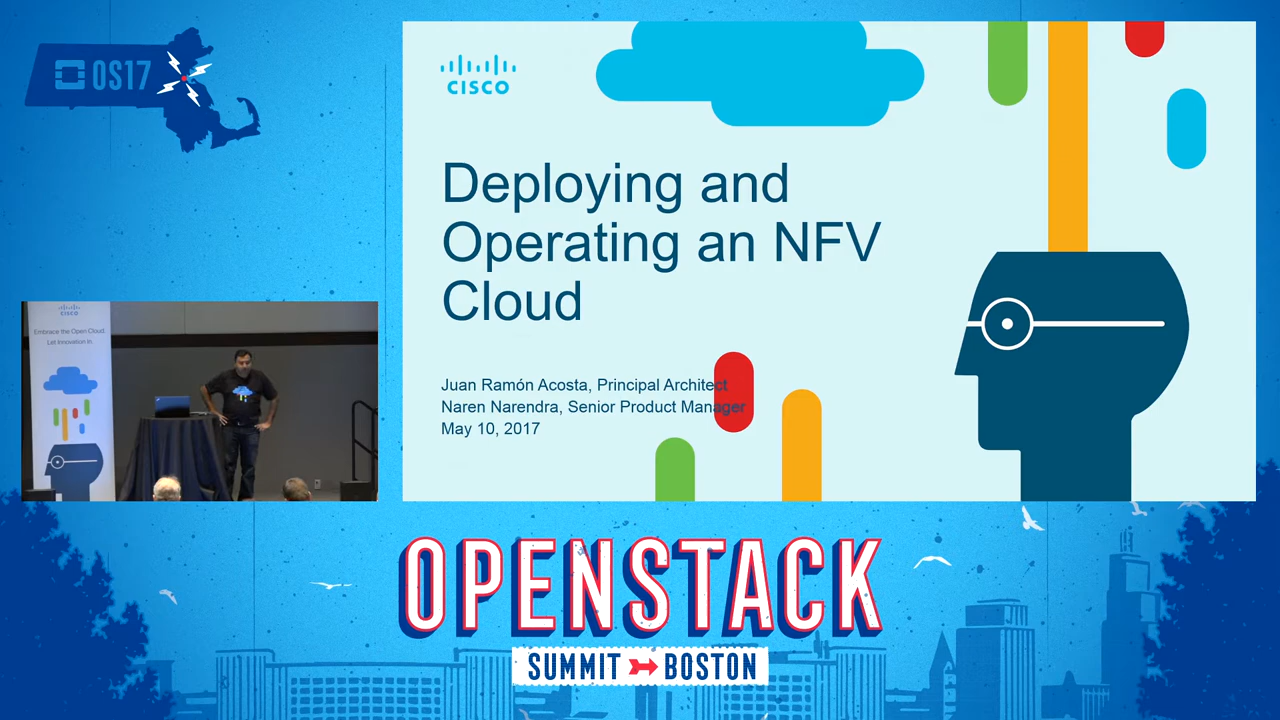 OS17
CISCO
Deploying and
Operating an NFV
Cloud
Juan Ramón Acosta, Principal Architect
Naren Narendra, Senior Product Manager
May 10, 2017
CISCO
Embrace the Open Cloud.
Let Innovation In.
OPENSTACK
SUMMIT BOSTON